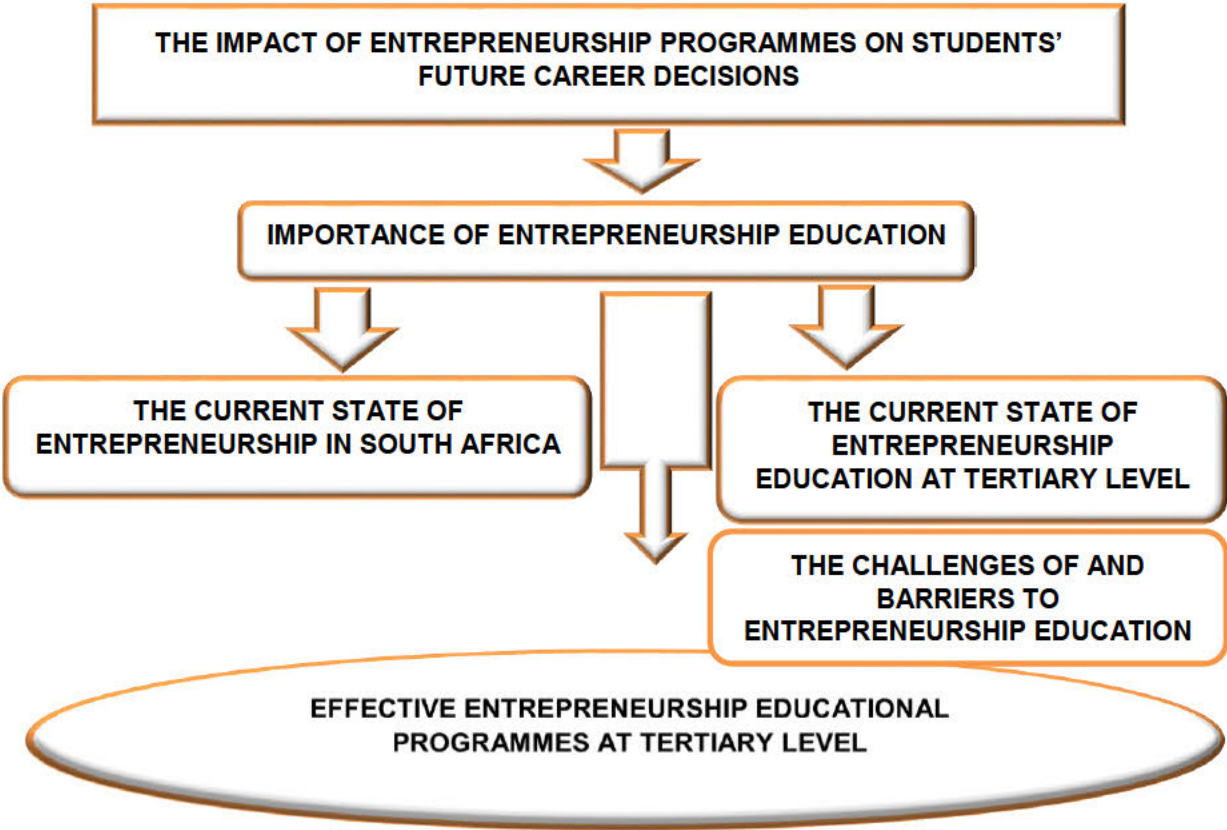 THE IMPACT OF ENTREPRENEURSHIP PROGRAMMES ON STUDENTS’
FUTURE CAREER DECISIONS
IMPORTANCE OF ENTREPRENEURSHIP EDUCATION
THE CURRENT STATE OF
ENTREPRENEURSHIP IN SOUTH AFRICA
THE CURRENT STATE OF
ENTREPRENEURSHIP
EDUCATION AT TERTIARY LEVEL
THE CHALLENGES OF AND
BARRIERS TO
ENTREPRENEURSHIP EDUCATION
EFFECTIVE ENTREPRENEURSHIP EDUCATIONAL
PROGRAMMES AT TERTIARY LEVEL